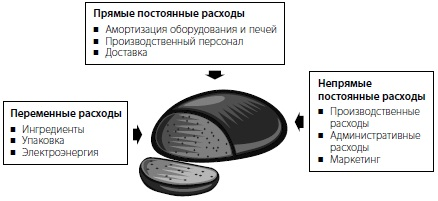 Прямые постоянные расходы
▪ Амортизация оборудования и печей
▪ Производственный персонал
▪ Доставка
Переменные расходы
▪ Ингредиенты
▪ Упаковка
▪ Электроэнергия
Непрямые
постоянные расходы
▪ Производственные
расходы
▪ Административные
расходы
▪ Маркетинг